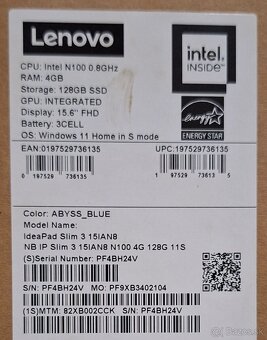 Lenovo
intel
INSIDE
CPU: Intel N100 0.8GHz
RAM: 4GB
Storage: 128GB SSD
GPU: INTEGRATED
Display: 15.6" FHD
Battery: 3CELL
OS: Windows 11 Home in S mode
ENERGY STAR
EAN:0197529736135
UPC:197529736135
0 197529 736135
1 97529 73613 5
Color: ABYSS_BLUE
Model Name:
IdeaPad Slim 3 15IAN8
NB IP Slim 3 15IAN8 N100 4G 128G 11S
(S)Serial Number: PF4BH24V
S/N: PF4BH24V MO: PF9XB3402104
(1S)MTM: 82XB002CCK S/N: PF4BH24V